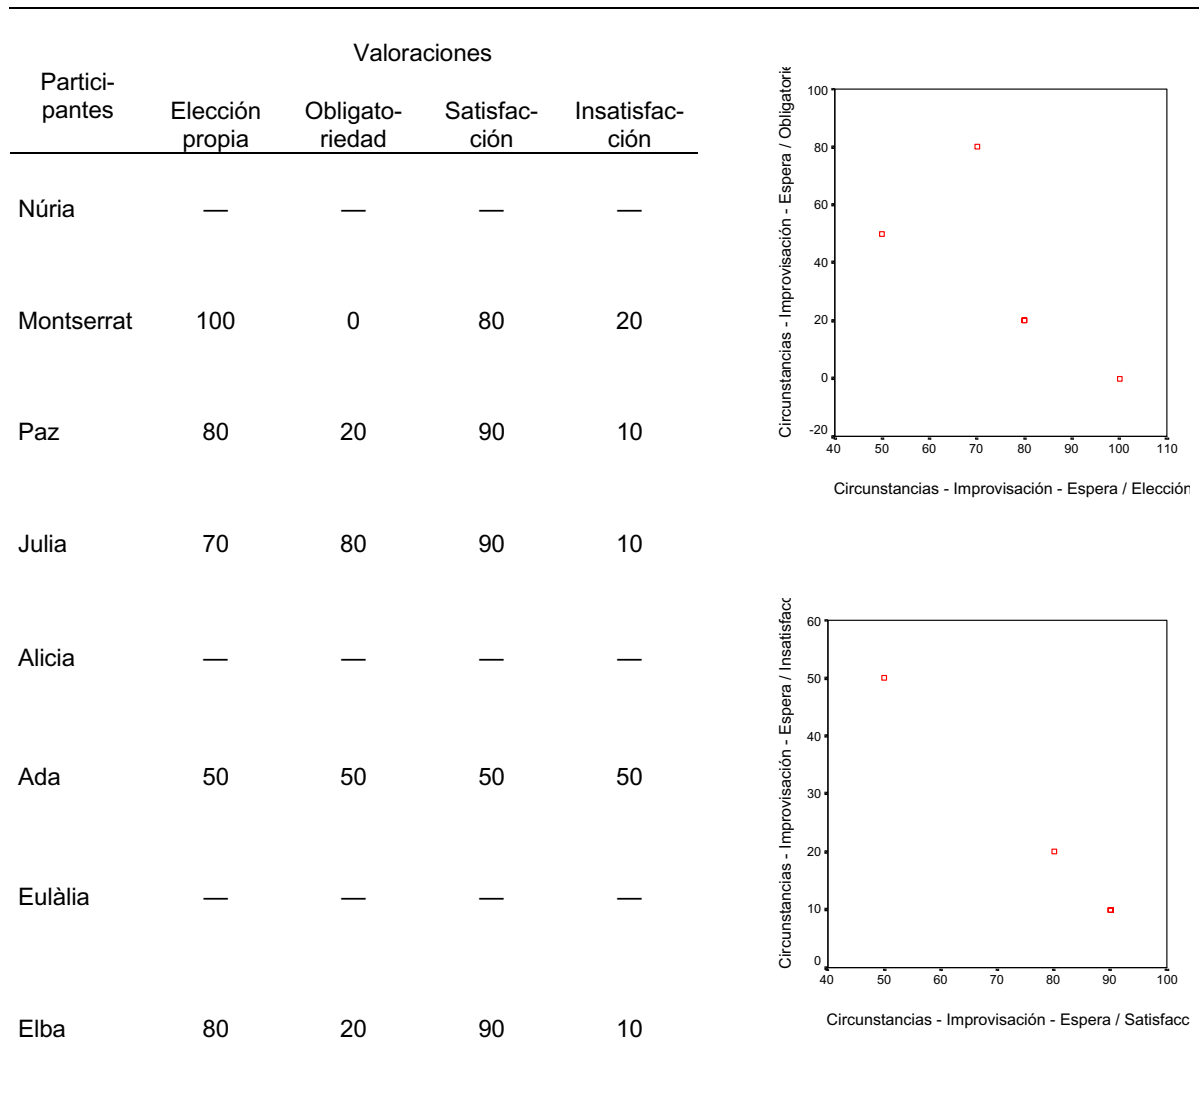 Valoraciones
Partici-
pantes
Elección
propia
Obligato-
riedad
Satisfac-
ción
Insatisfac-
ción
Núria — — — —
Montserrat 100 0 80 20
Paz 80 20 90 10
Julia 70 80 90 10
Alicia — — — —
Ada 50 50 50 50
Eulàlia — — — —
Elba 80 20 90 10
Circunstancias - Improvisación - Espera / Obligatorie
100
80
60
40
20
0
-20
40 50 60 70 80 90 100 110
Circunstancias - Improvisación - Espera / Elección
Circunstancias - Improvisación - Espera / Insatisfacc
60
50
40
30
20
10
0
40 50 60 70 80 90 100
Circunstancias - Improvisación - Espera / Satisfacc